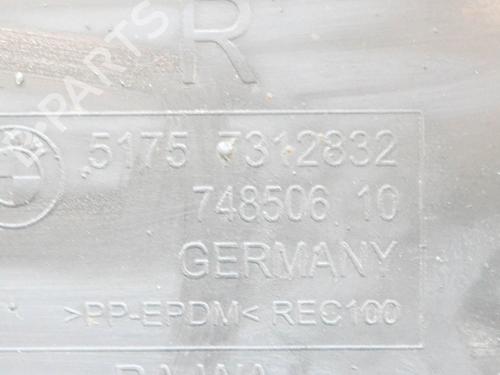 R
5175 7312832
748506 10
GERMANY
>PP-EPDM< REC100